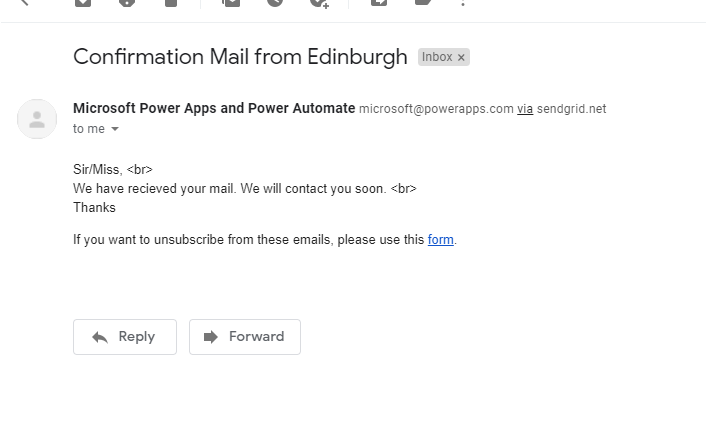 Confirmation Mail from Edinburgh Inbox x
Microsoft Power Apps and Power Automate microsoft@powerapps.com via sendgrid.net
to me
Sir/Miss, <br>
We have recieved your mail. We will contact you soon. <br>
Thanks
If you want to unsubscribe from these emails, please use this form.
Reply Forward